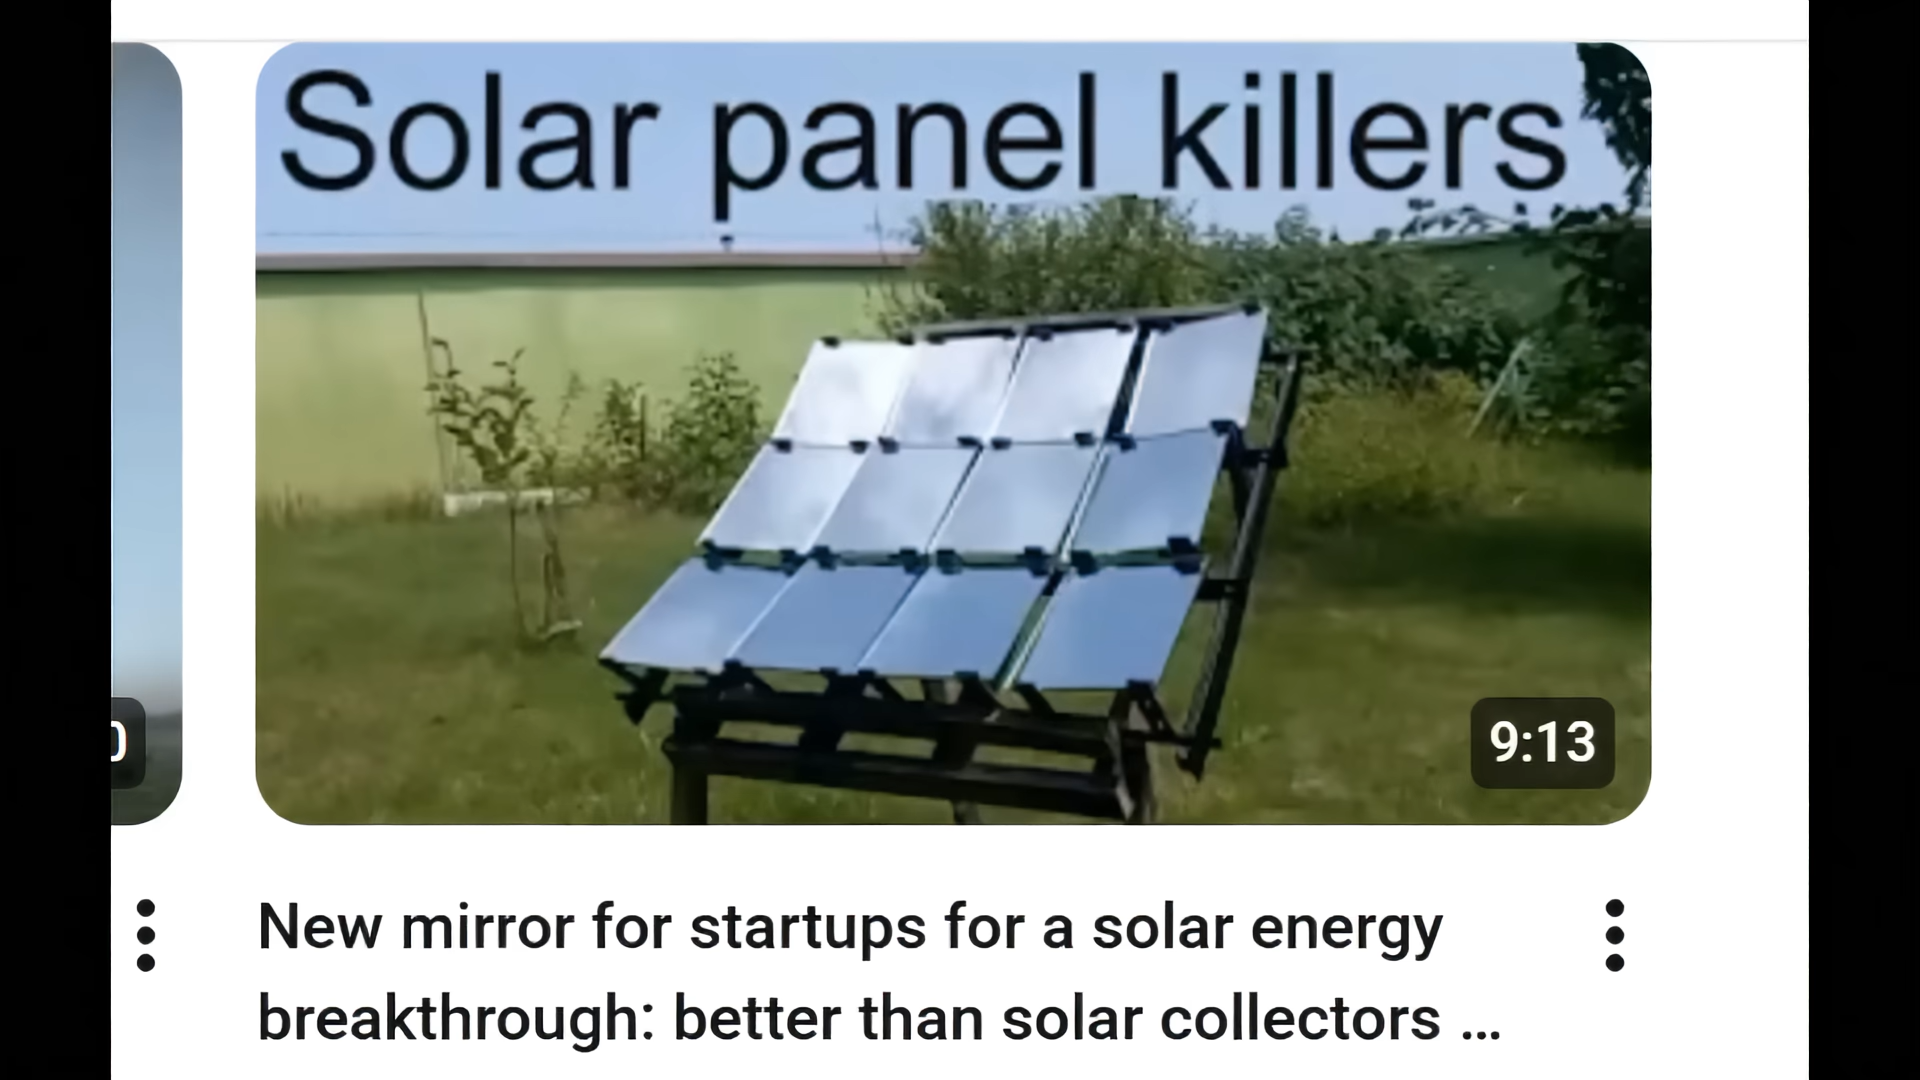 Solar panel killers
9:13
New mirror for startups for a solar energy
breakthrough: better than solar collectors ...